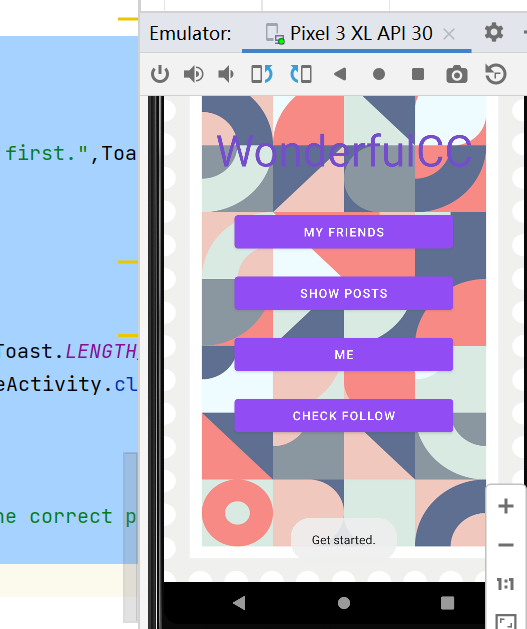 Emulator: Pixel 3 XL API 30
first.",Toa
Toast.LENGTH
eActivity.cl
he correct p
WonderfulCC
MY FRIENDS
SHOW POSTS
ME
CHECK FOLLOW
Get started.
1:1